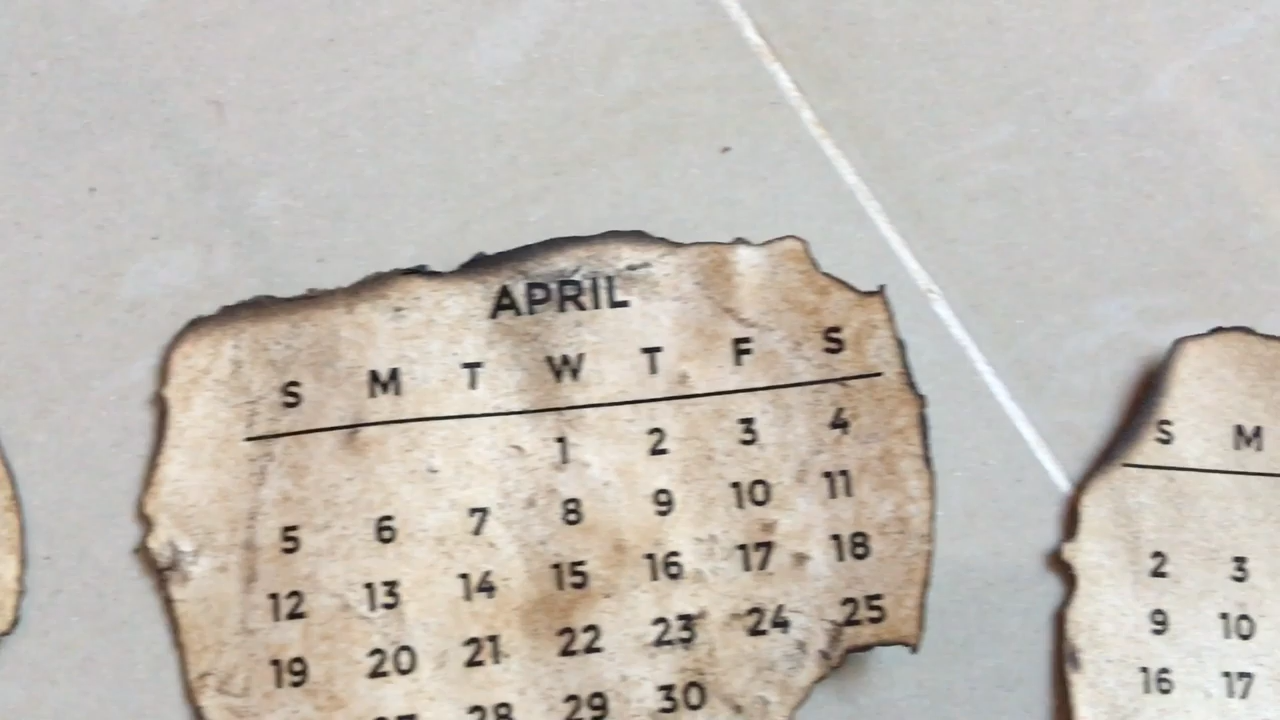 APRIL
S M T W T F S
1 2 3 4
5 6 7 8 9 10 11
12 13 14 15 16 17 18
19 20 21 22 23 24 25
28 29 30
S M
2 3
9 10
16 17